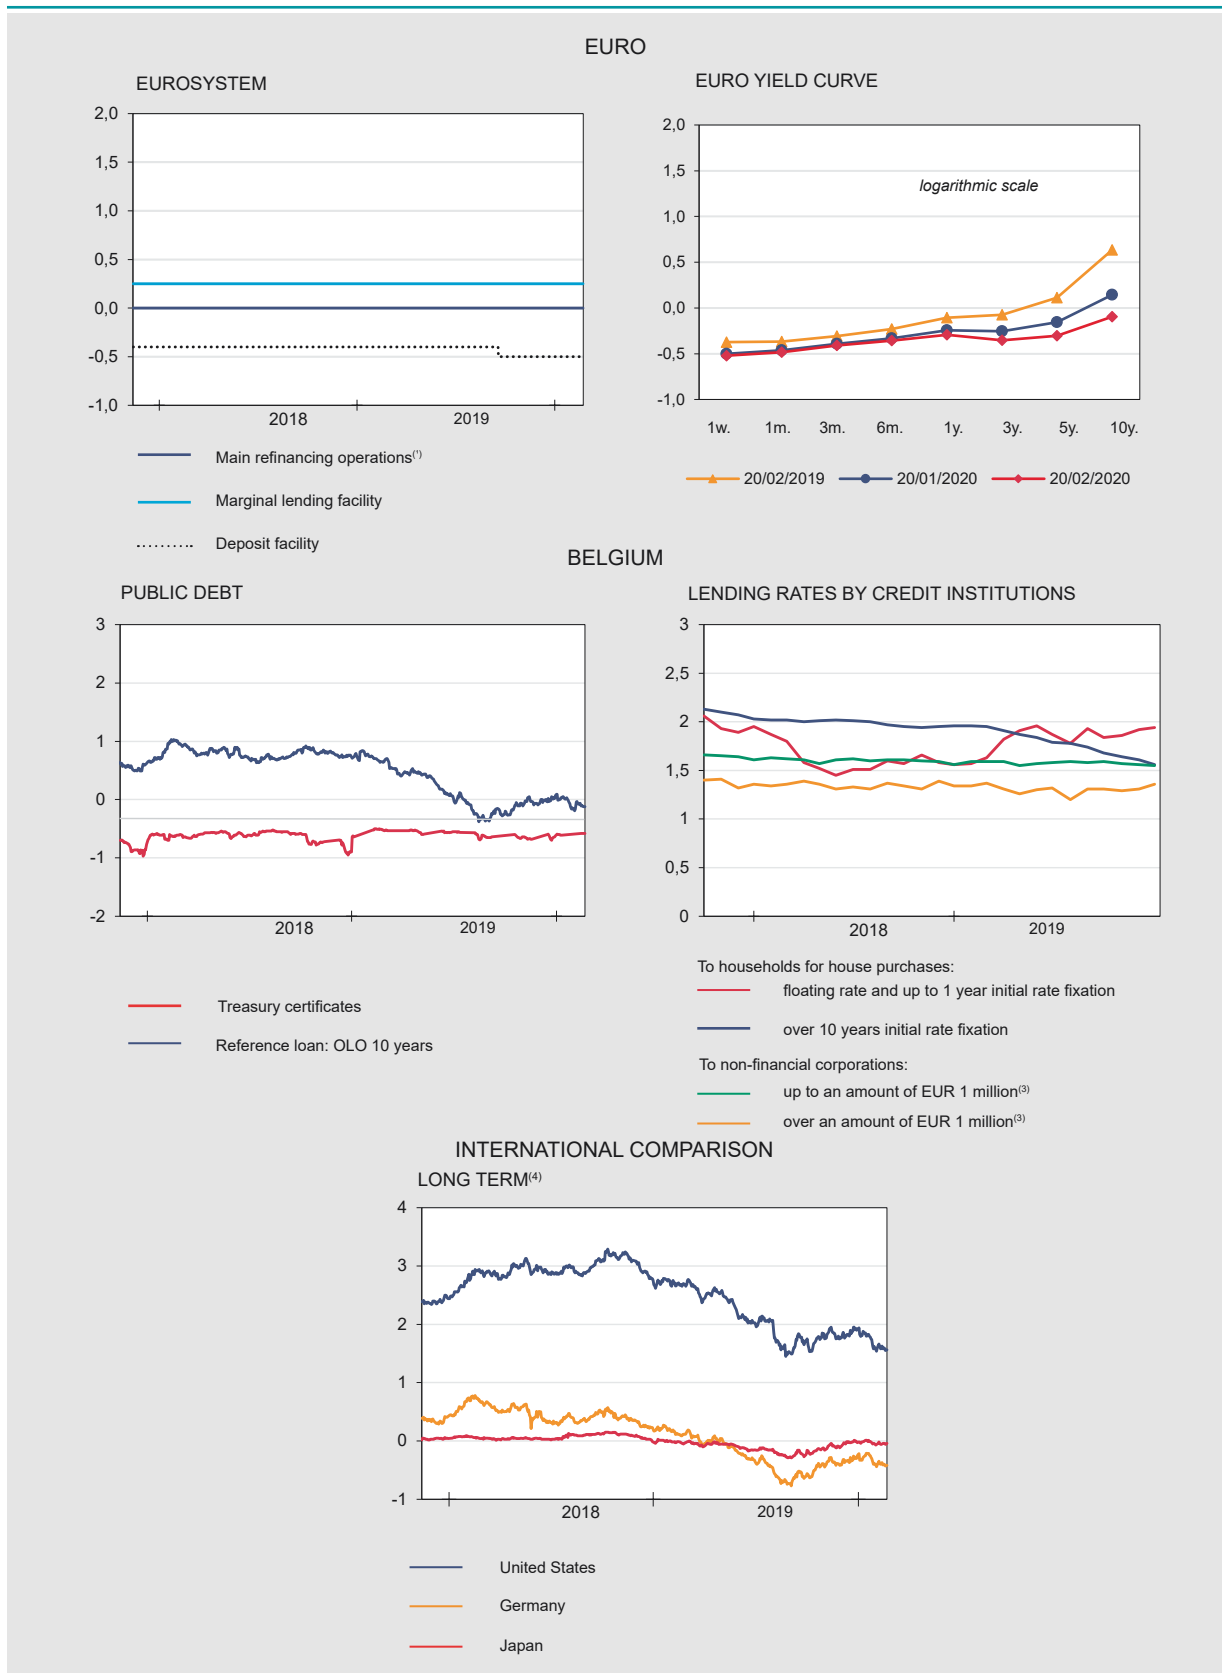 EURO
EUROSYSTEM
2,0
1,5
1,0
0,5
0,0
-0,5
-1,0
2018 2019
Main refinancing operations(¹)
Marginal lending facility
Deposit facility
EURO YIELD CURVE
2,0
1,5
1,0
0,5
0,0
-0,5
-1,0
logarithmic scale
1w. 1m. 3m. 6m. 1y. 3y. 5y. 10y.
20/02/2019 20/01/2020 20/02/2020
BELGIUM
PUBLIC DEBT
3
2
1
0
-1
-2
2018 2019
Treasury certificates
Reference loan: OLO 10 years
LENDING RATES BY CREDIT INSTITUTIONS
3
2,5
2
1,5
1
0,5
0
2018 2019
To households for house purchases:
floating rate and up to 1 year initial rate fixation
over 10 years initial rate fixation
To non-financial corporations:
up to an amount of EUR 1 million(3)
over an amount of EUR 1 million(3)
INTERNATIONAL COMPARISON
LONG TERM(4)
4
3
2
1
0
-1
2018 2019
United States
Germany
Japan